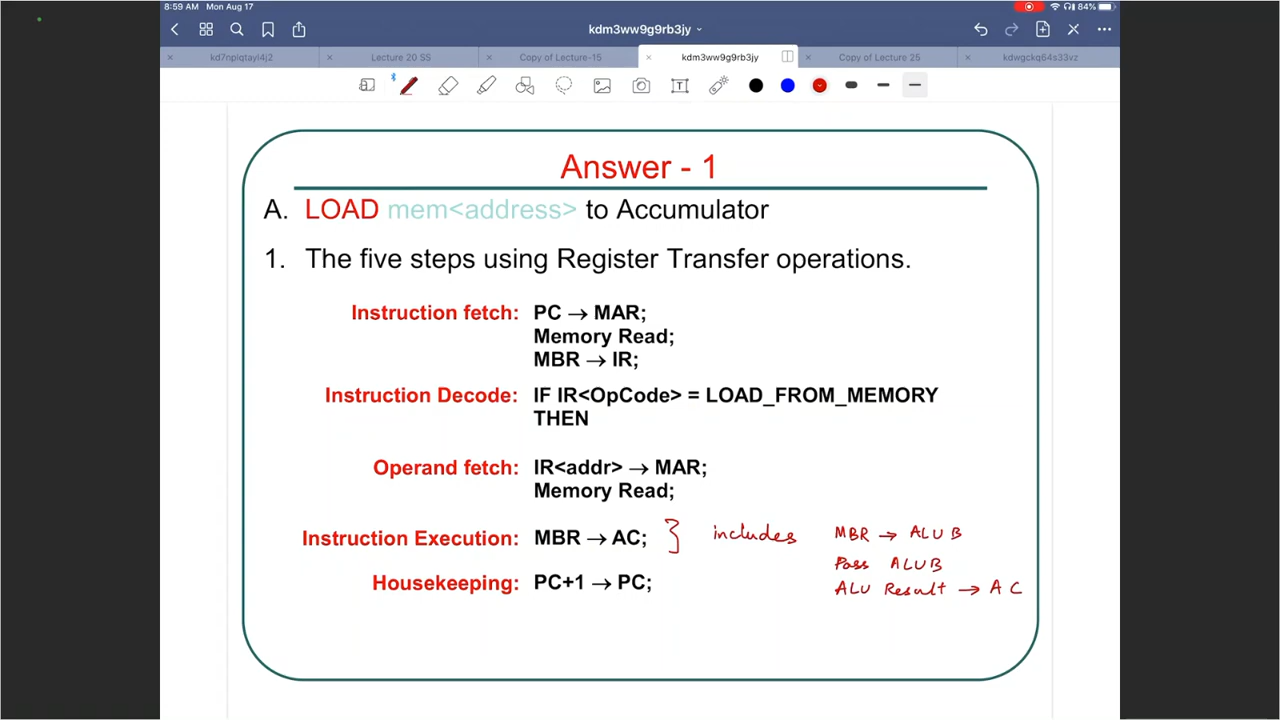 8:59 AM Mon Aug 17
84%
kdm3ww9g9rb3jy
kd7nplqtayl4j2
Lecture 20 SS
Copy of Lecture-15
kdm3ww9g9rb3jy
Copy of Lecture 25
kdwgckq64s33vz
Answer - 1
A. LOAD mem<address> to Accumulator
1. The five steps using Register Transfer operations.
Instruction fetch: PC → MAR;
Memory Read;
MBR → IR;
Instruction Decode: IF IR<OpCode> = LOAD_FROM_MEMORY
THEN
Operand fetch: IR<addr> → MAR;
Memory Read;
Instruction Execution: MBR → AC; } includes MBR → ALU B
Pass ALUB
Housekeeping: PC+1 → PC; ALU Result → AC